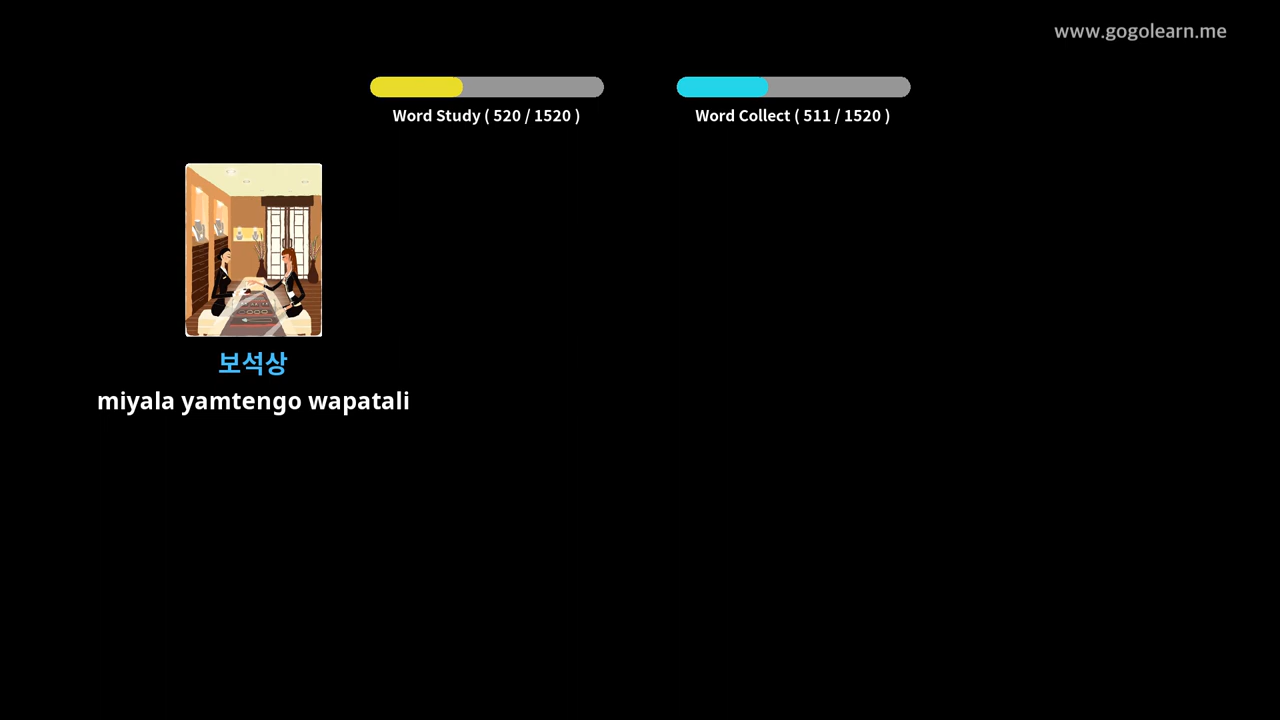 www.gogolearn.me
Word Study ( 520 / 1520 )
Word Collect ( 511 / 1520 )
보석상
miyala yamtengo wapatali